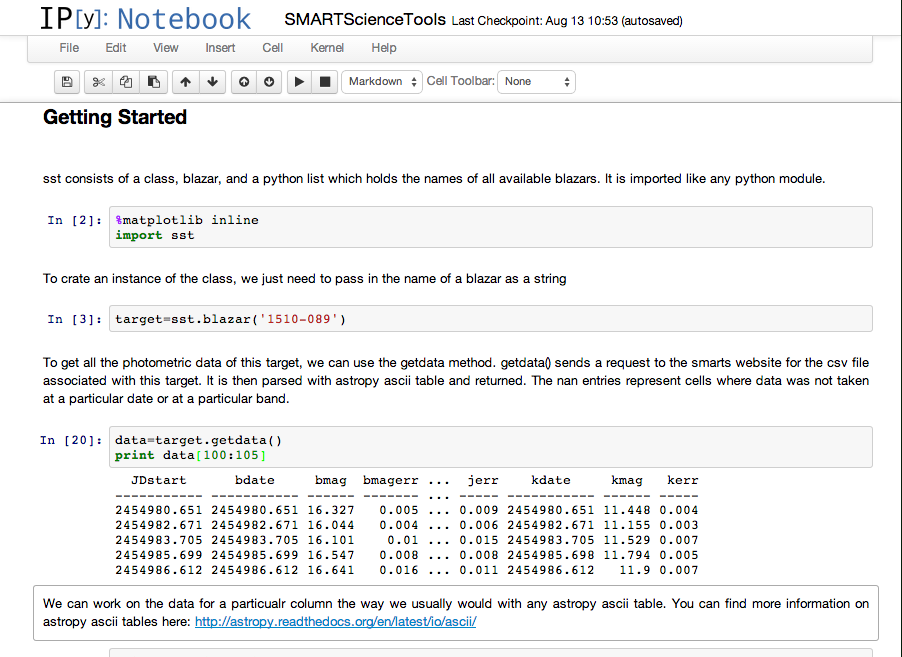 IP[y]: Notebook SMARTScienceTools Last Checkpoint: Aug 13 10:53 (autosaved)
File Edit View Insert Cell Kernel Help
Markdown Cell Toolbar: None
Getting Started
sst consists of a class, blazar, and a python list which holds the names of all available blazars. It is imported like any python module.
In [2]: %matplotlib inline
import sst
To crate an instance of the class, we just need to pass in the name of a blazar as a string
In [3]: target=sst.blazar('1510-089')
To get all the photometric data of this target, we can use the getdata method. getdata() sends a request to the smarts website for the csv file
associated with this target. It is then parsed with astropy ascii table and returned. The nan entries represent cells where data was not taken
at a particular date or at a particular band.
In [20]: data=target.getdata()
print data[100:105]
JDstart bdate bmag bmagerr ... jerr kdate kmag kerr
----------- ----------- ------ ------- ... ----- ----------- ------ -----
2454980.651 2454980.651 16.327 0.005 ... 0.009 2454980.651 11.448 0.004
2454982.671 2454982.671 16.044 0.004 ... 0.006 2454982.671 11.155 0.003
2454983.705 2454983.705 16.101 0.01 ... 0.015 2454983.705 11.529 0.007
2454985.699 2454985.699 16.547 0.008 ... 0.008 2454985.698 11.794 0.005
2454986.612 2454986.612 16.641 0.016 ... 0.011 2454986.612 11.9 0.007
We can work on the data for a particualr column the way we usually would with any astropy ascii table. You can find more information on
astropy ascii tables here: http://astropy.readthedocs.org/en/latest/io/ascii/